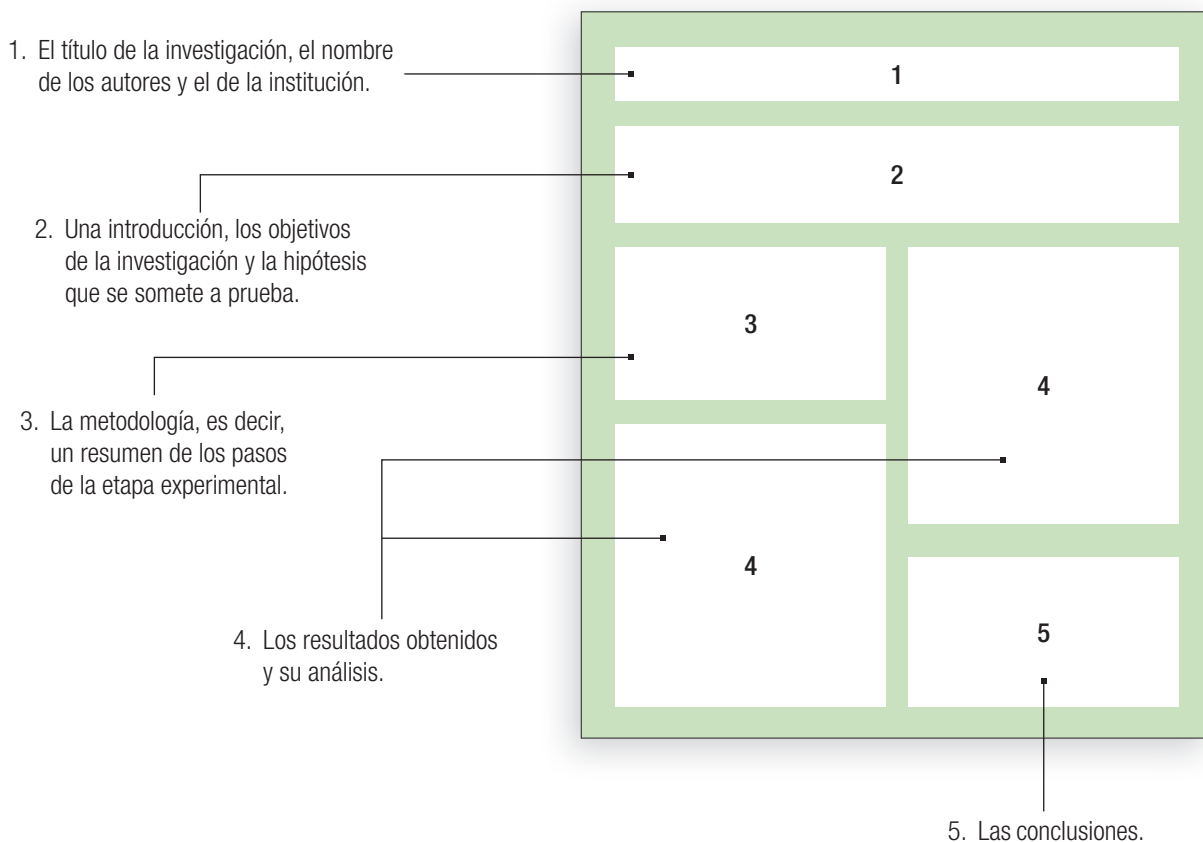 1. El título de la investigación, el nombre
de los autores y el de la institución.
1
2
2. Una introducción, los objetivos
de la investigación y la hipótesis
que se somete a prueba.
3
4
3. La metodología, es decir,
un resumen de los pasos
de la etapa experimental.
4
5
4. Los resultados obtenidos
y su análisis.
5. Las conclusiones.